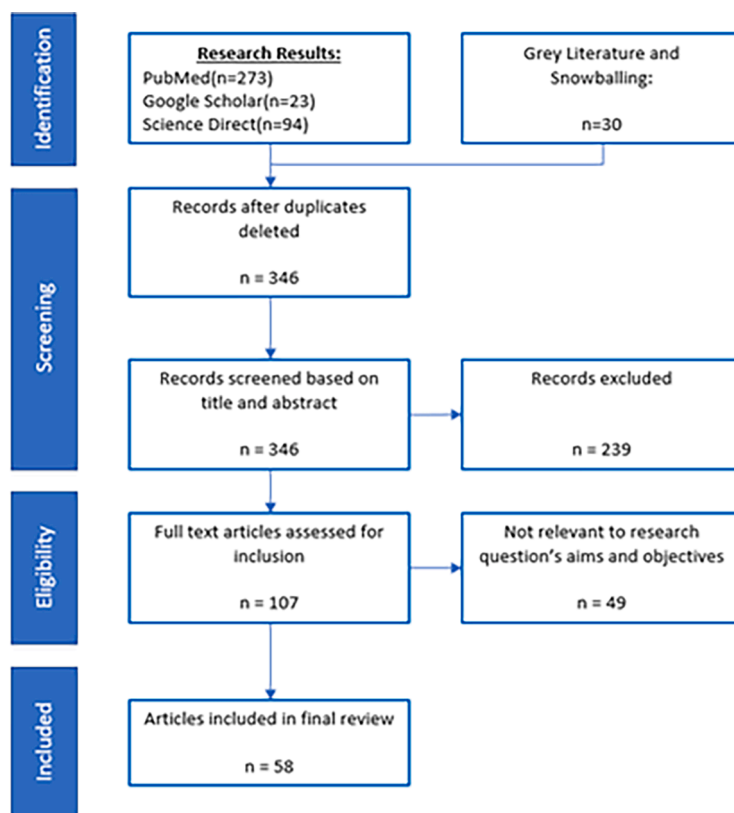 Identification
Research Results:
PubMed(n=273)
Google Scholar(n=23)
Science Direct(n=94)
Grey Literature and
Snowballing:
n=30
Screening
Records after duplicates
deleted
n = 346
Records screened based on
title and abstract
n = 346
Records excluded
n = 239
Eligibility
Full text articles assessed for
inclusion
n = 107
Not relevant to research
question's aims and objectives
n = 49
Included
Articles included in final review
n = 58